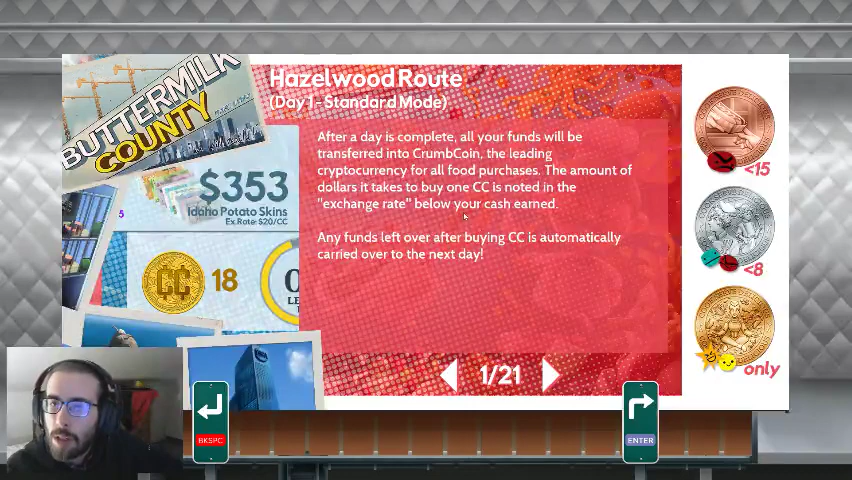 BUTTERMILK
COUNTY
Hazelwood Route
(Day 1 - Standard Mode)
After a day is complete, all your funds will be
transferred into CrumbCoin, the leading
cryptocurrency for all food purchases. The amount of
dollars it takes to buy one CC is noted in the
"exchange rate" below your cash earned.
Any funds left over after buying CC is automatically
carried over to the next day!
$353
Idaho Potato Skins
Ex.Rate: $20/CC
5
CC
18
LE
1/21
<15
<8
only
BKSPC
ENTER